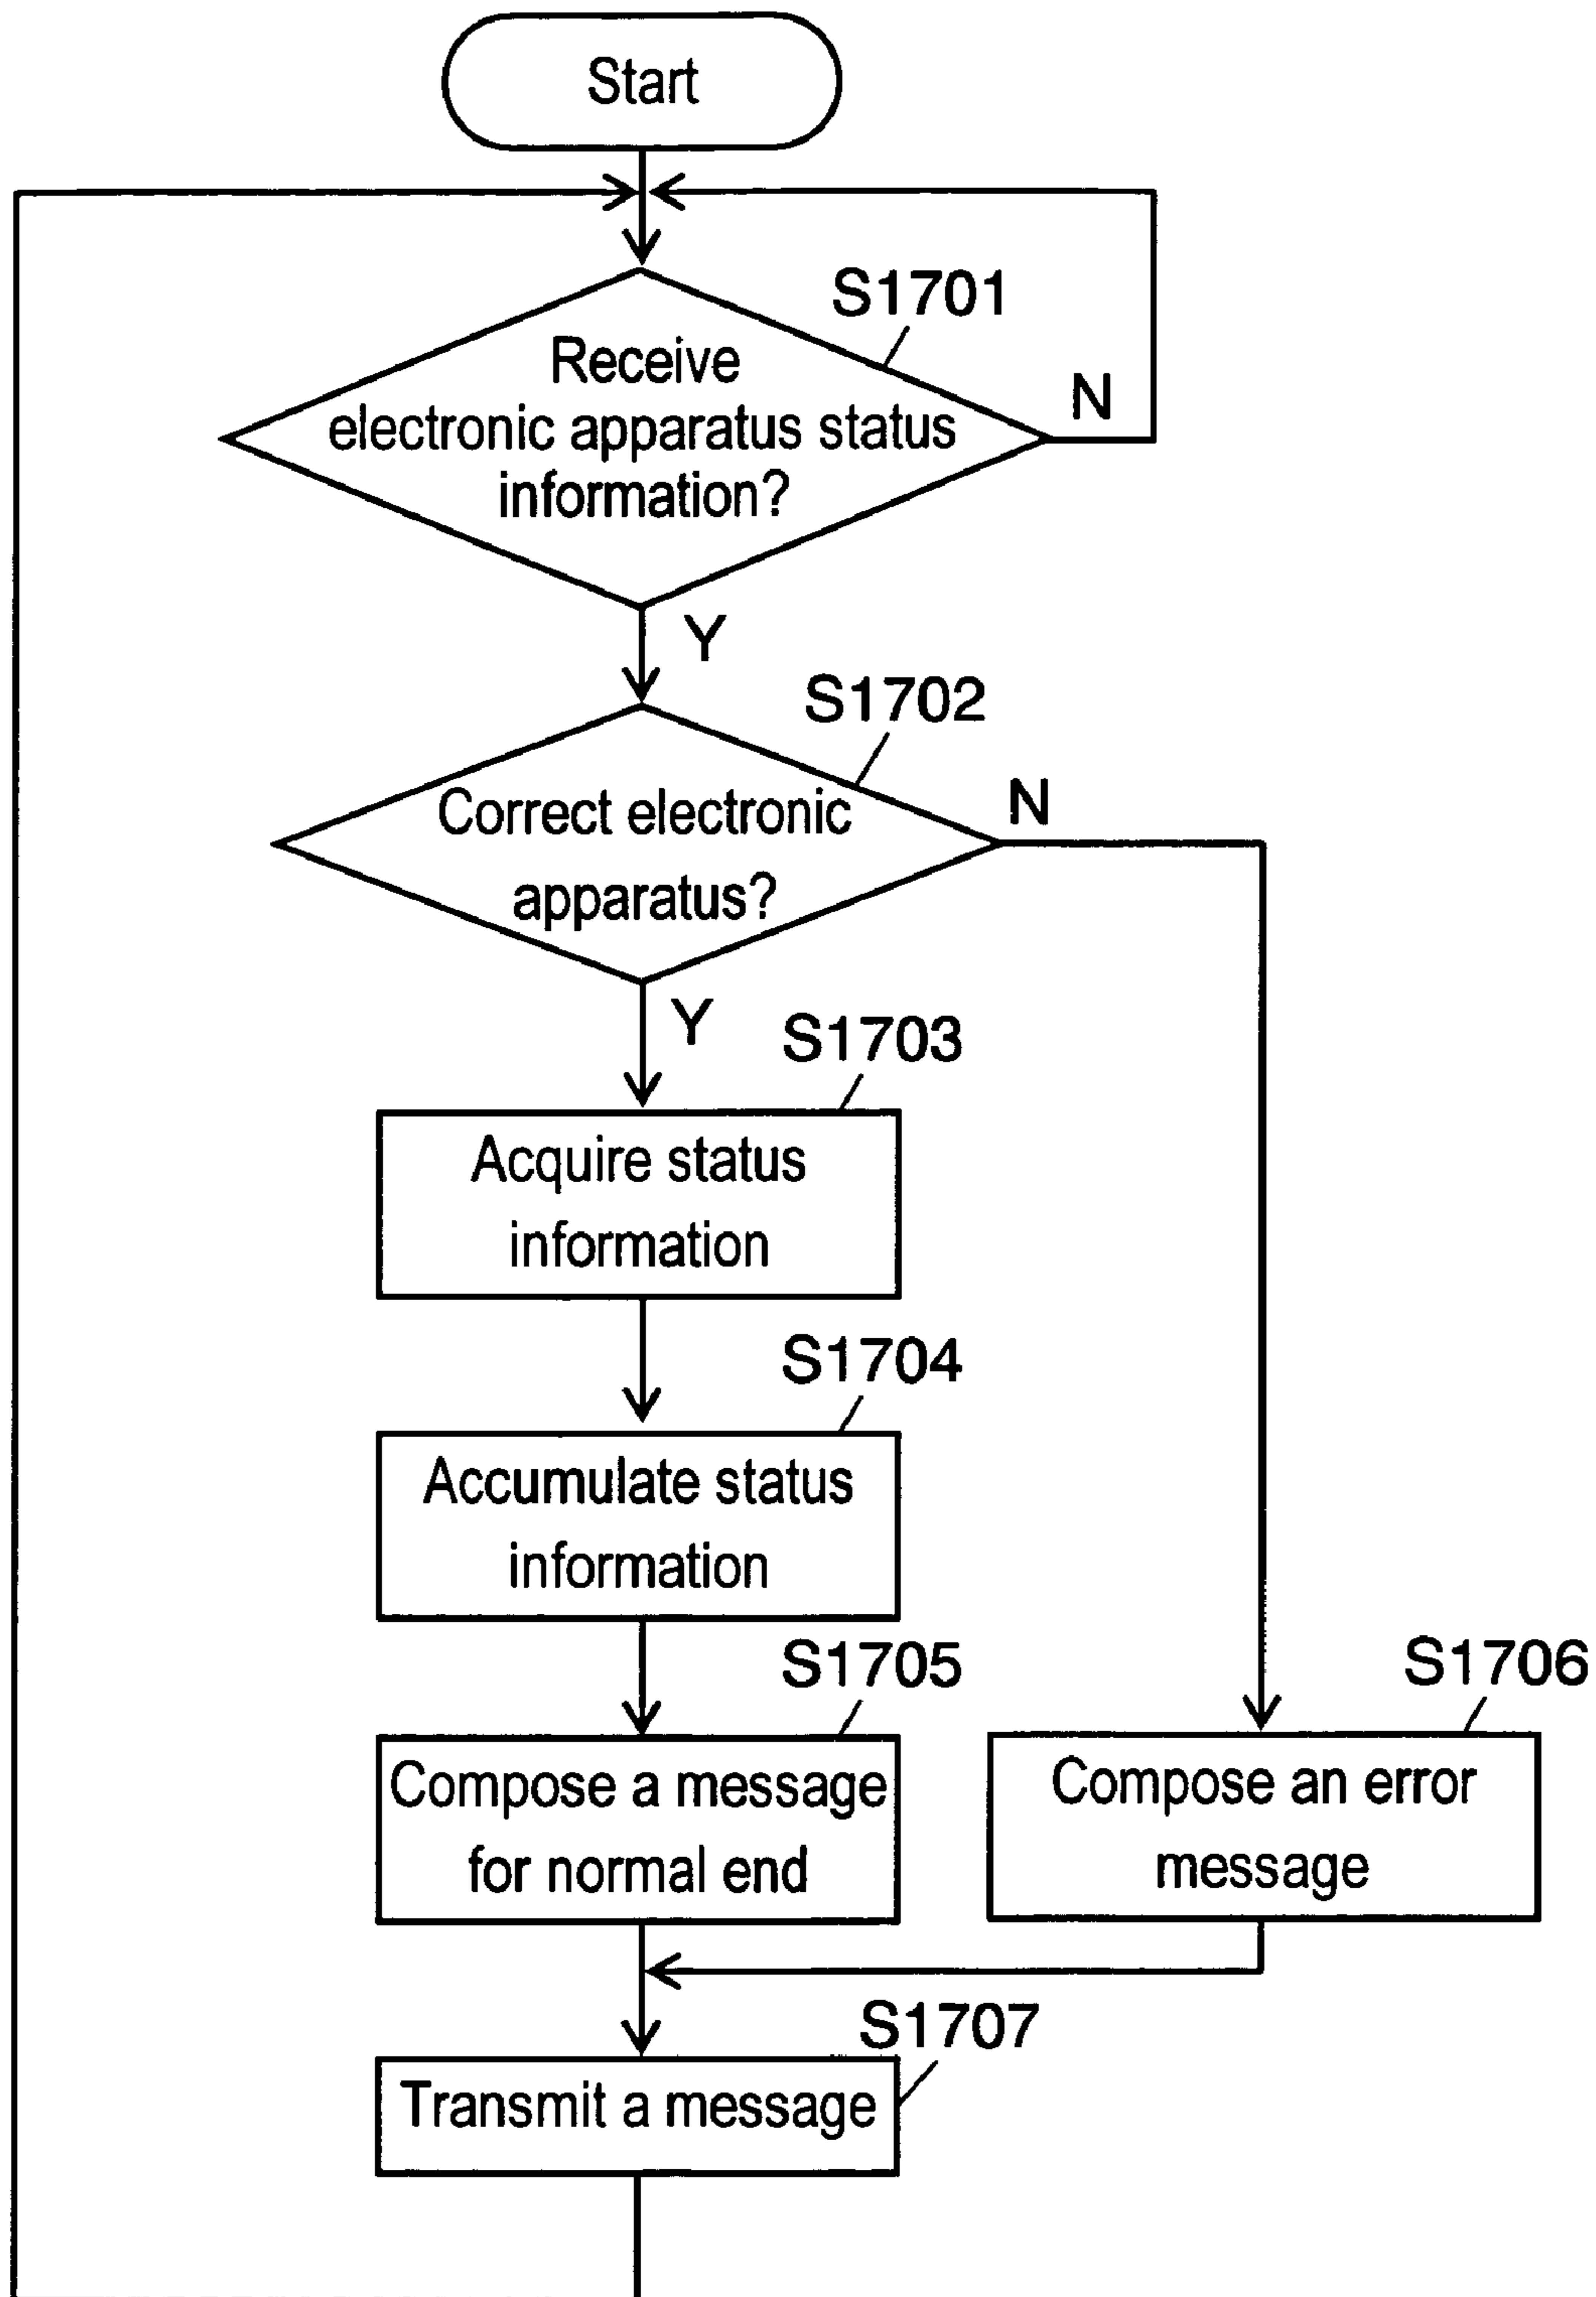 Start
S1701
Receive
electronic apparatus status
information?
N
Y
S1702
Correct electronic
apparatus?
N
Y
S1703
Acquire status
information
S1704
Accumulate status
information
S1705
Compose a message
for normal end
S1706
Compose an error
message
S1707
Transmit a message